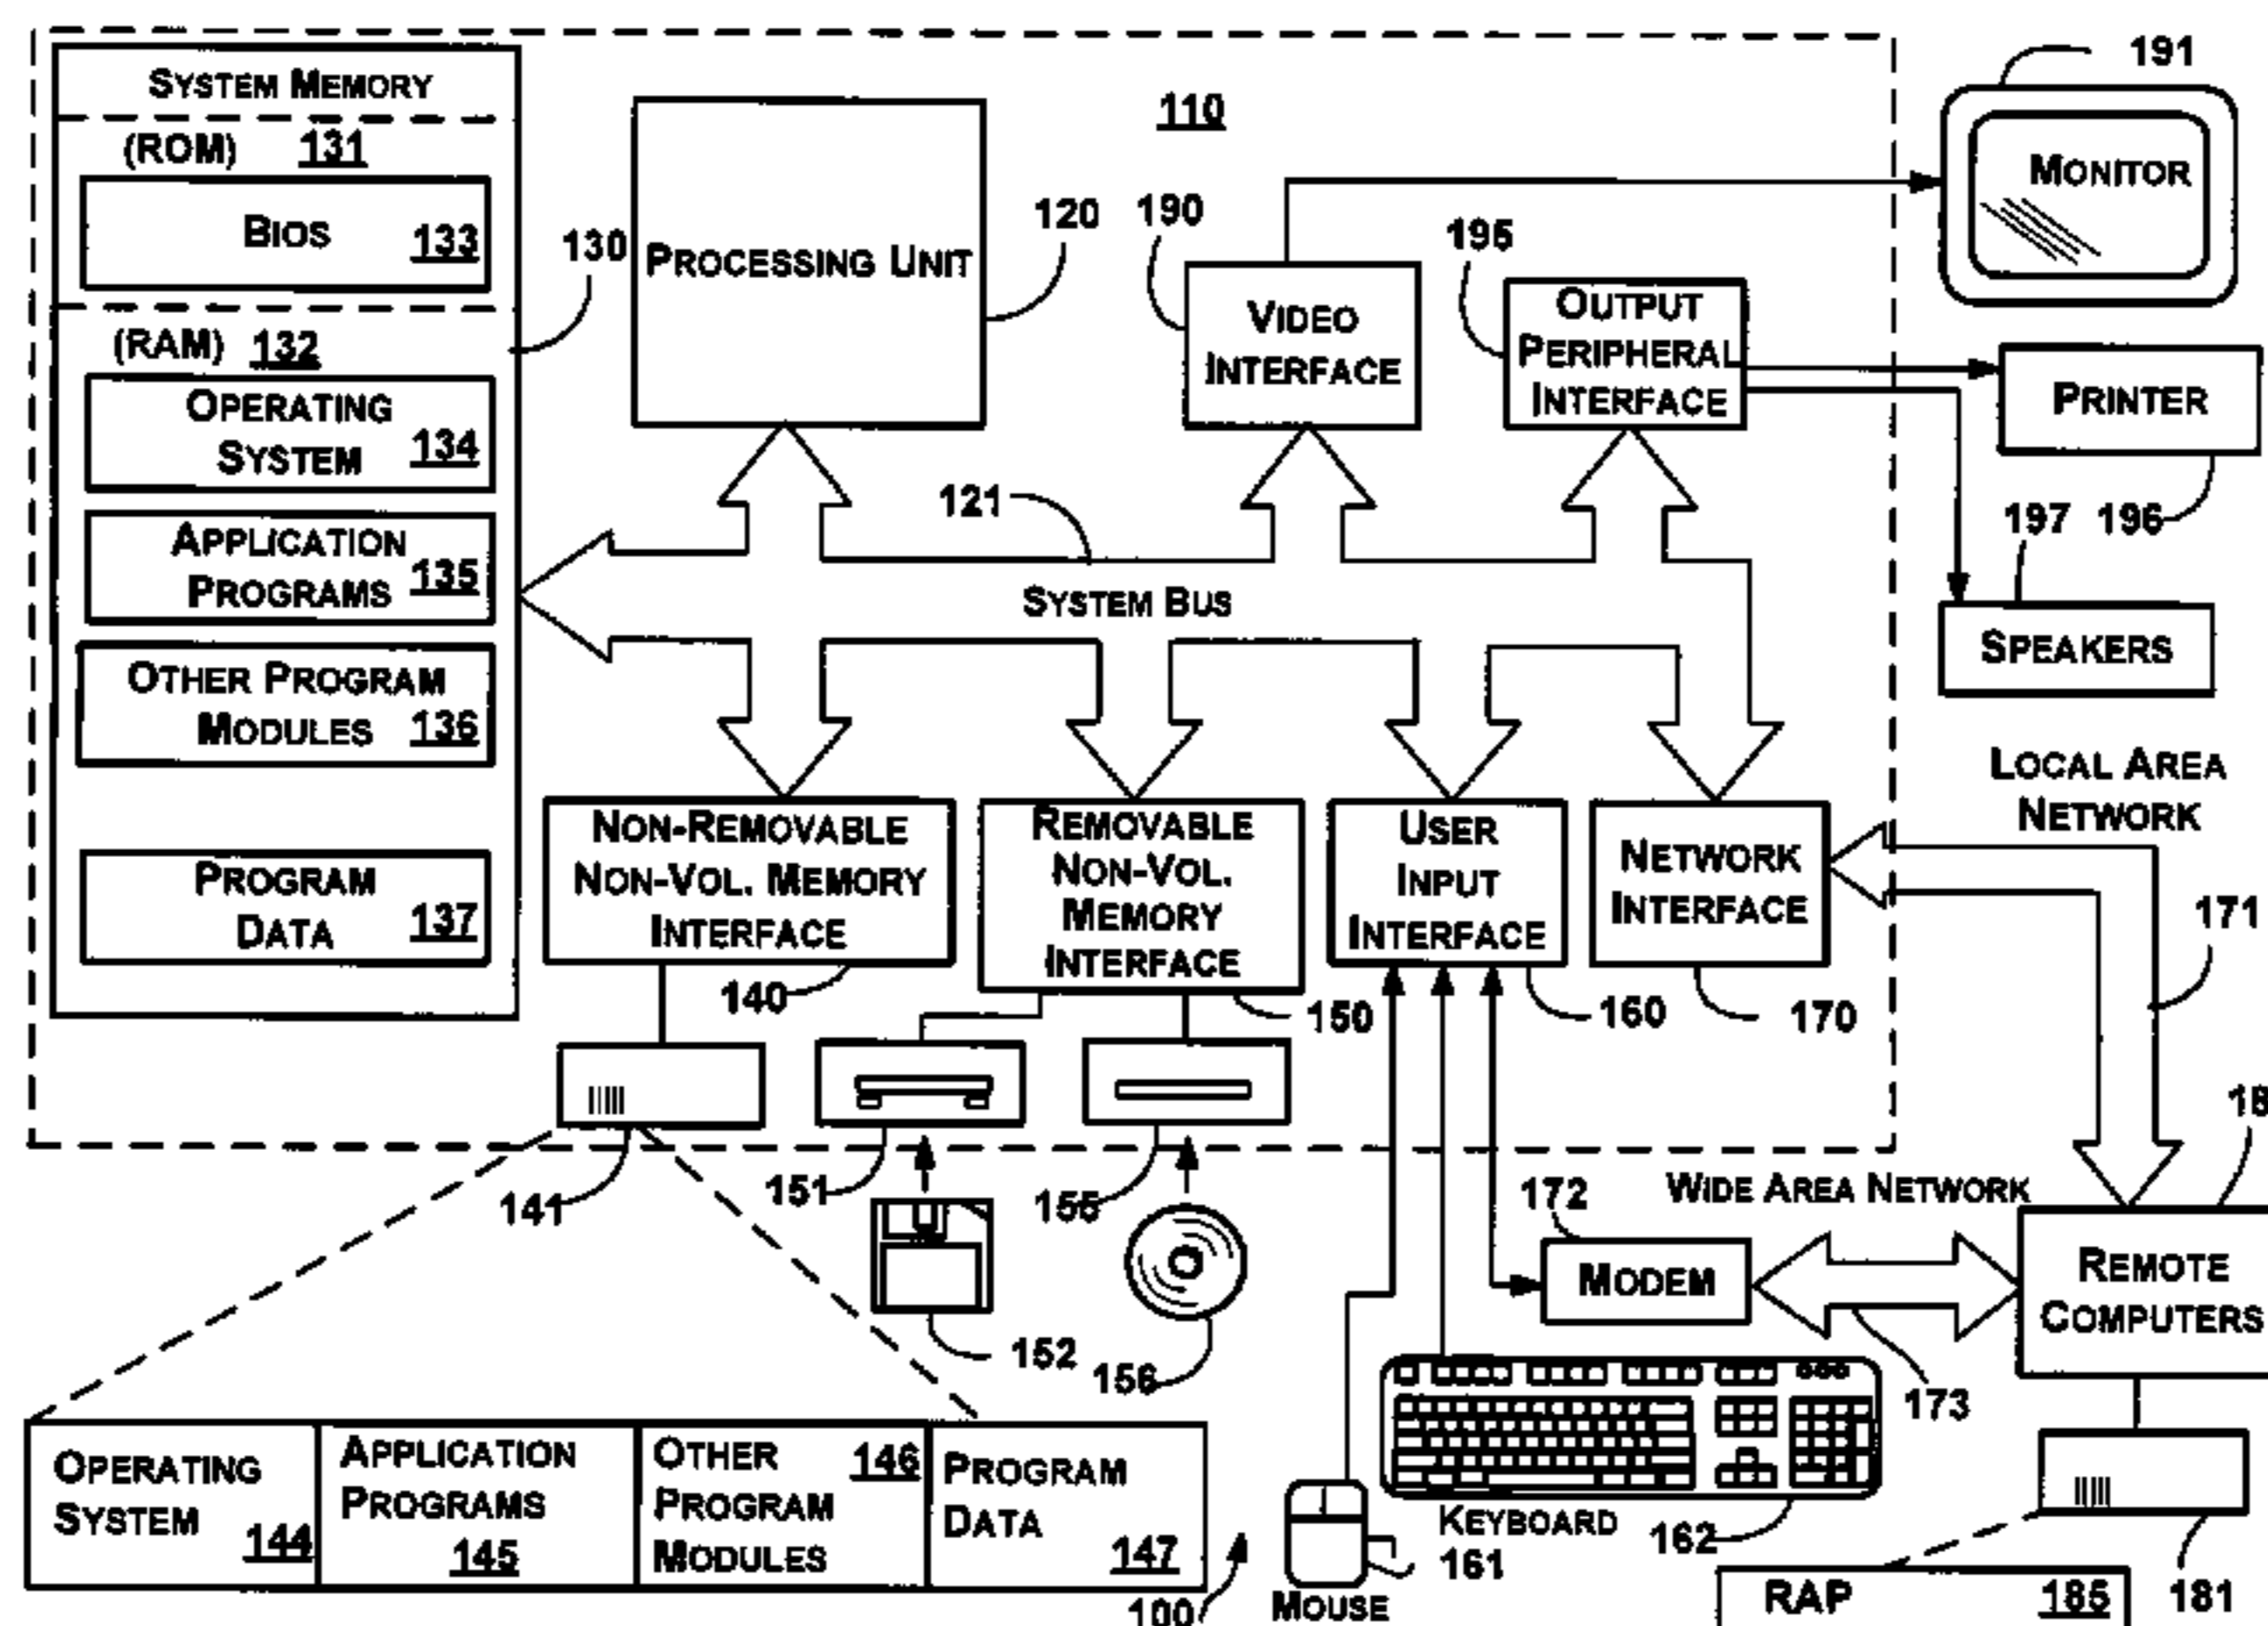 SYSTEM MEMORY
(ROM) 131
BIOS 133
(RAM) 132
OPERATING
SYSTEM 134
APPLICATION
PROGRAMS 135
OTHER PROGRAM
MODULES 136
PROGRAM
DATA 137
130
PROCESSING UNIT
120
110
190
VIDEO
INTERFACE
195
OUTPUT
PERIPHERAL
INTERFACE
191
MONITOR
PRINTER
197 196
SPEAKERS
121
SYSTEM BUS
NON-REMOVABLE
NON-VOL. MEMORY
INTERFACE
140
REMOVABLE
NON-VOL.
MEMORY
INTERFACE
150
USER
INPUT
INTERFACE
160
NETWORK
INTERFACE
170
LOCAL AREA
NETWORK
171
141
151
152
155
156
172
MODEM
WIDE AREA NETWORK
173
18
REMOTE
COMPUTERS
OPERATING
SYSTEM 144
APPLICATION
PROGRAMS
145
OTHER 146
PROGRAM
MODULES
PROGRAM
DATA
147
100
MOUSE
KEYBOARD
161
162
181
RAP 185